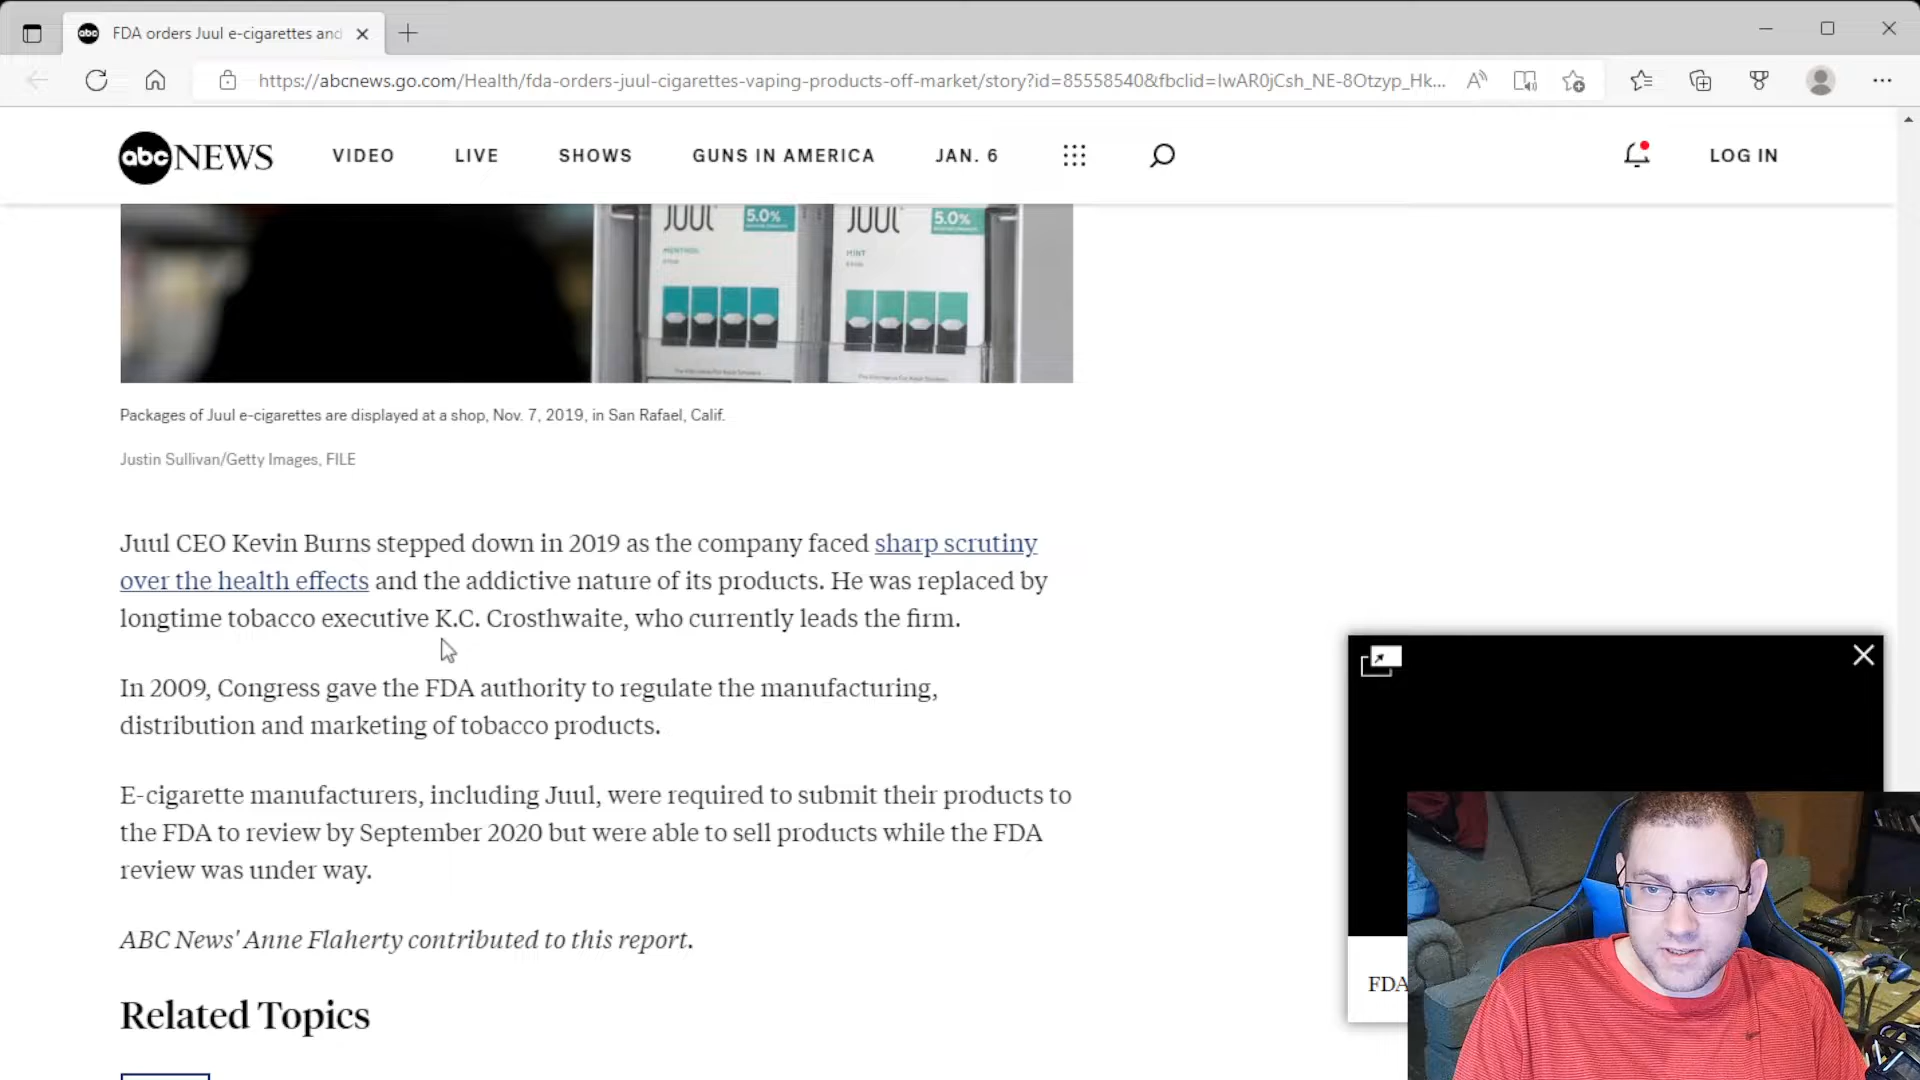 FDA orders Juul e-cigarettes and
https://abcnews.go.com/Health/fda-orders-juul-cigarettes-vaping-products-off-market/story?id=85558540&fbclid=IwAR0jCsh_NE-8Otzyp_Hk...
abc NEWS VIDEO LIVE SHOWS GUNS IN AMERICA JAN. 6 LOG IN
JUUL 5.0% JUUL 5.0%
MENTHOL MINT
Packages of Juul e-cigarettes are displayed at a shop, Nov. 7, 2019, in San Rafael, Calif.
Justin Sullivan/Getty Images, FILE
Juul CEO Kevin Burns stepped down in 2019 as the company faced sharp scrutiny
over the health effects and the addictive nature of its products. He was replaced by
longtime tobacco executive K.C. Crosthwaite, who currently leads the firm.
In 2009, Congress gave the FDA authority to regulate the manufacturing,
distribution and marketing of tobacco products.
E-cigarette manufacturers, including Juul, were required to submit their products to
the FDA to review by September 2020 but were able to sell products while the FDA
review was under way.
ABC News' Anne Flaherty contributed to this report.
FDA
Related Topics